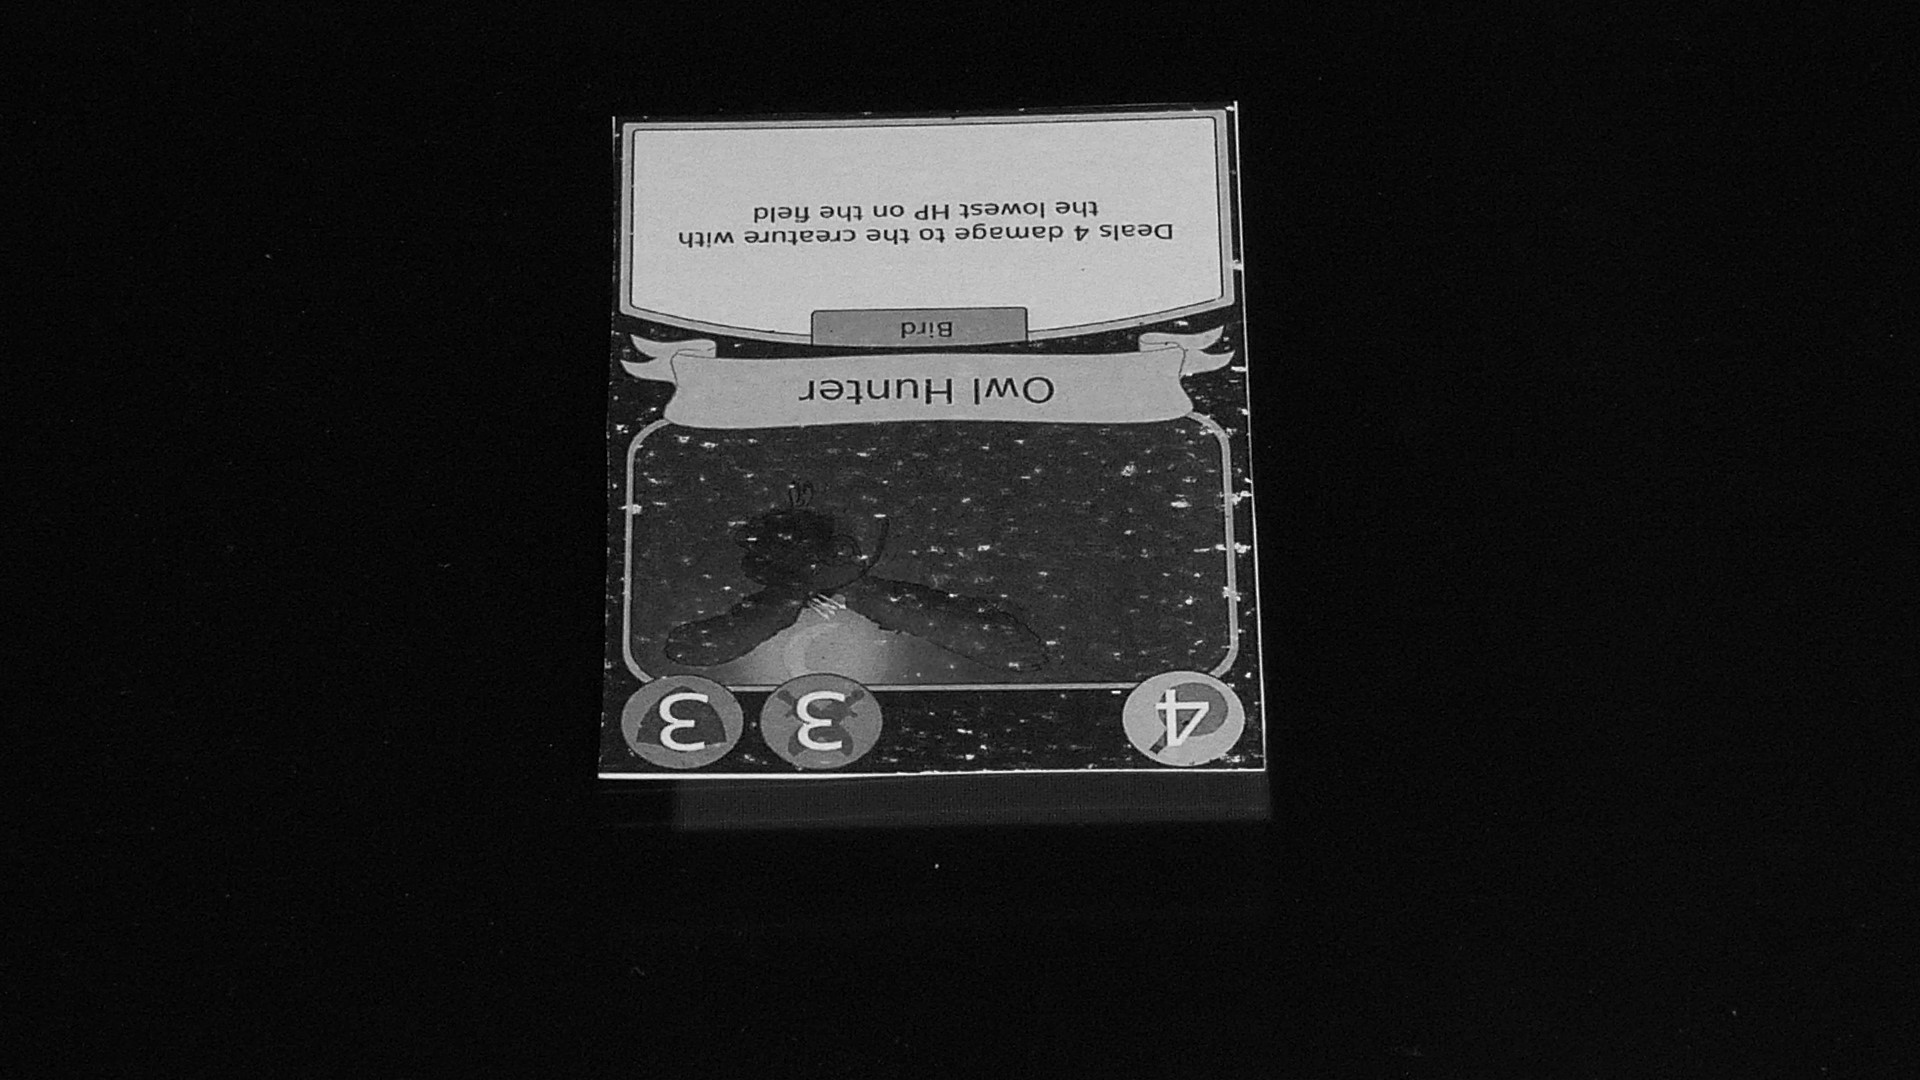 4 3 3
Owl Hunter
Bird
Deals 4 damage to the creature with
the lowest HP on the field